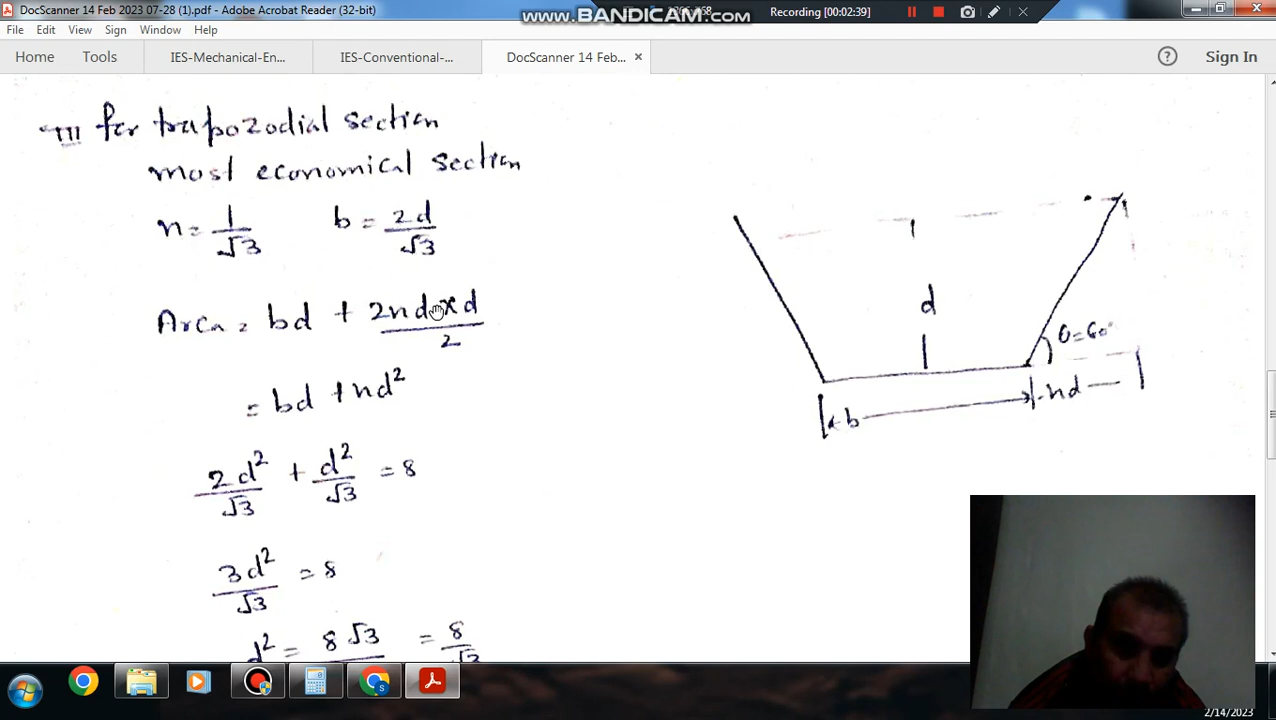 DocScanner 14 Feb 2023 07-28 (1).pdf - Adobe Acrobat Reader (32-bit)
www.BANDICAM.com
Recording [00:02:39]
File Edit View Sign Window Help
Home Tools IES-Mechanical-En... IES-Conventional-... DocScanner 14 Feb... × ? Sign In
III for trapozodial section
most economical section
n = 1/√3 b = 2d/√3
Area = bd + 2nd × d/2
= bd + nd²
2d²/√3 + d²/√3 = 8
3d²/√3 = 8
d² = 8√3 = 8/√3
d
θ=60°
b
nd
2/14/2023